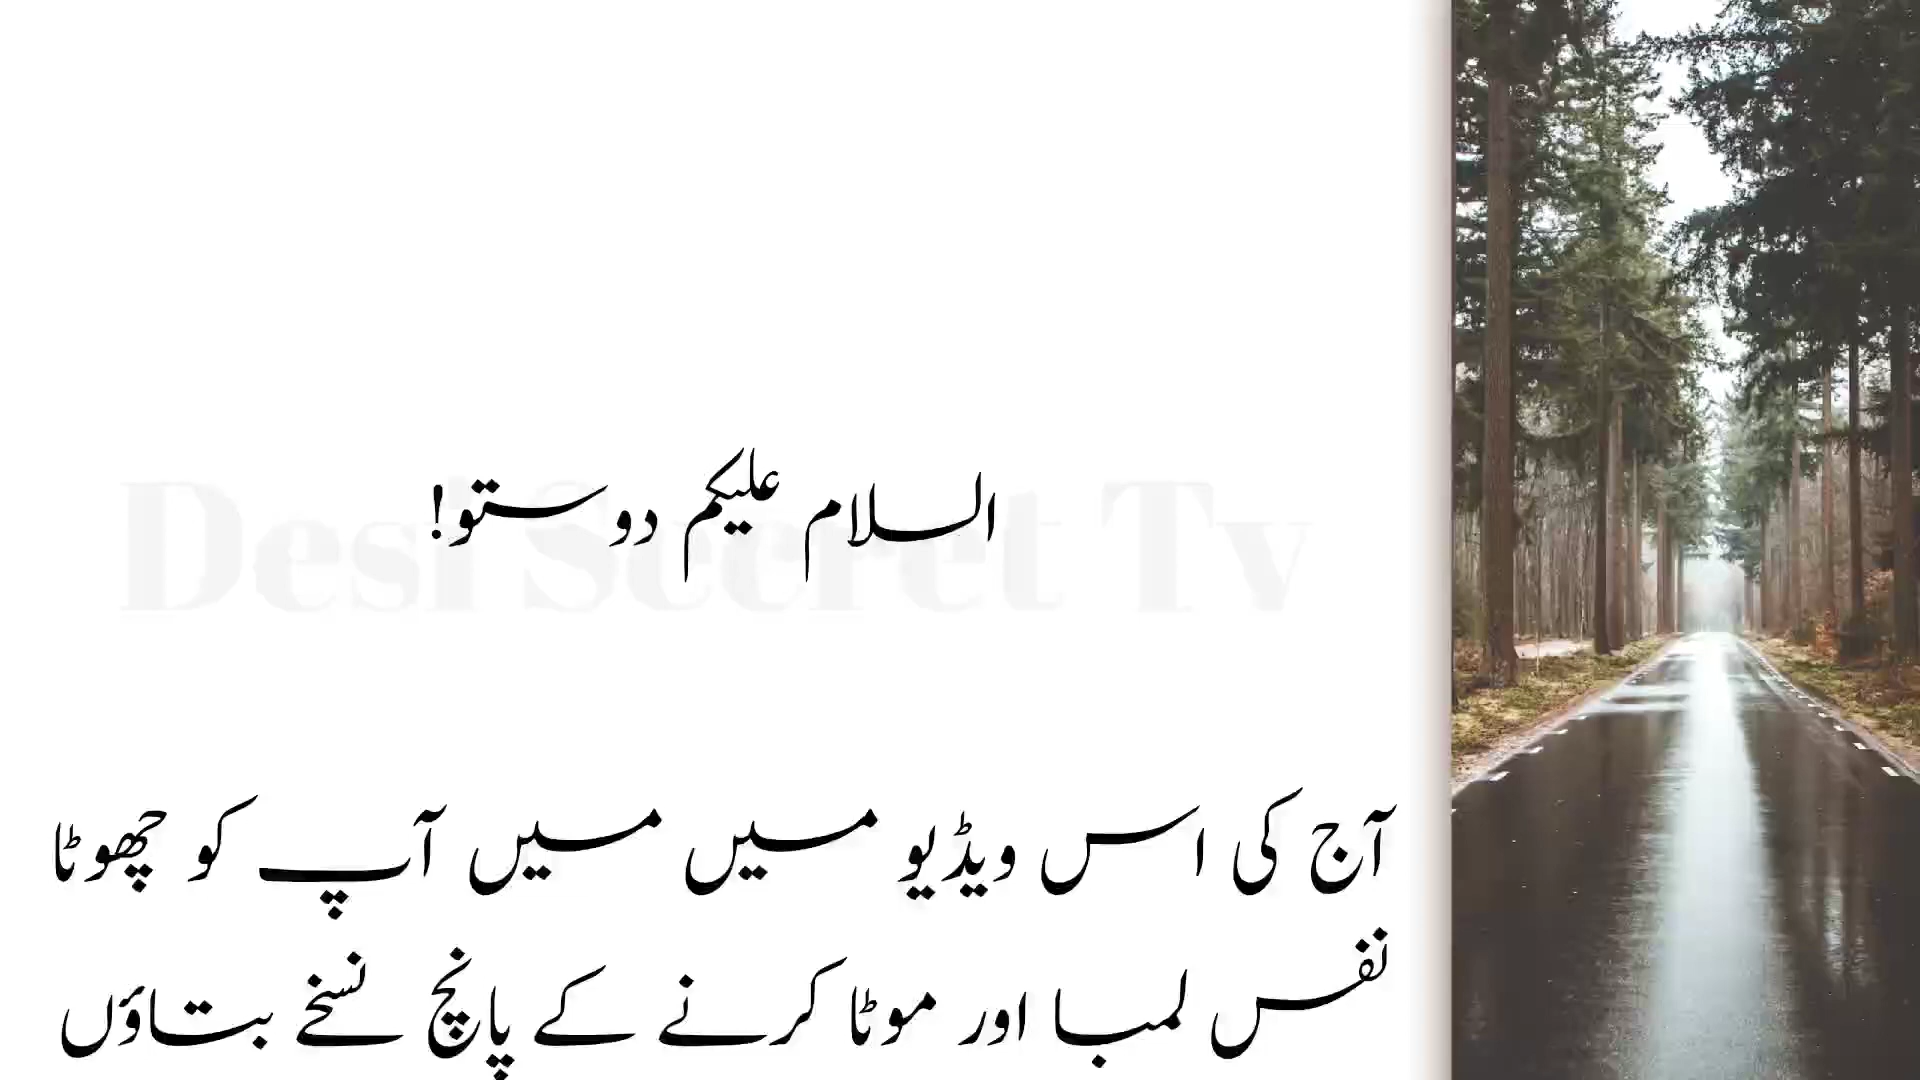 السلام علیکم دوستو!
Desi Secret Tv
آج کی اس ویڈیو میں میں آپ کو چھوٹا
نفس لمبا اور موٹا کرنے کے پانچ نسخے بتاؤں